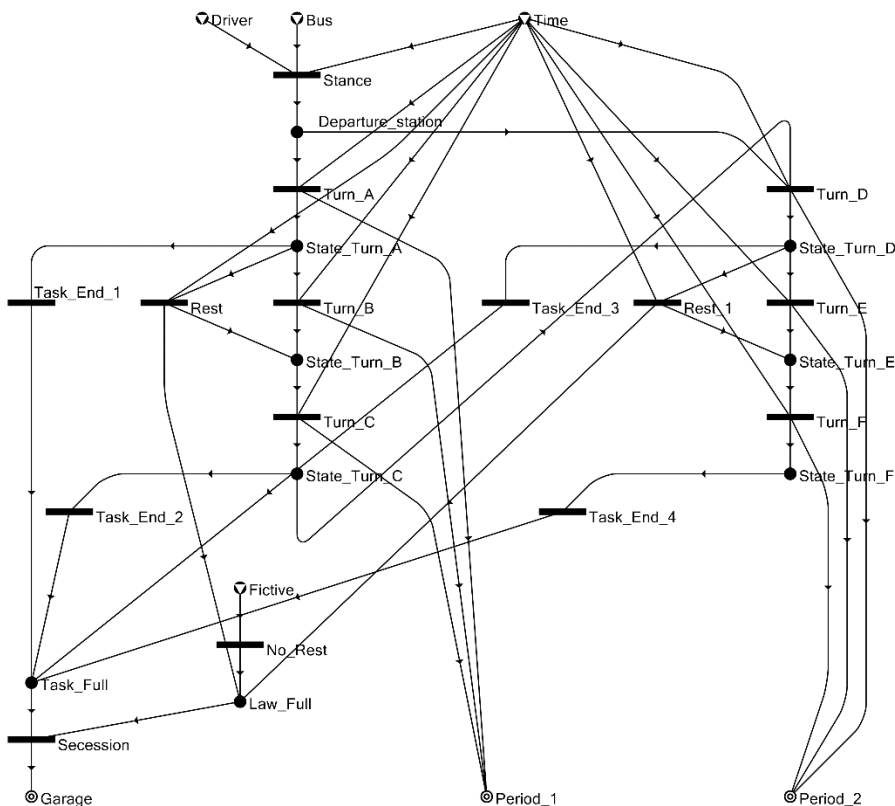 Driver
Bus
Time
Stance
Departure_station
Turn_A
Turn_D
State_Turn_A
State_Turn_D
Task_End_1
Rest
Turn_B
Task_End_3
Rest_1
Turn_E
State_Turn_B
State_Turn_E
Turn_C
Turn_F
State_Turn_C
State_Turn_F
Task_End_2
Task_End_4
Fictive
No_Rest
Task_Full
Law_Full
Secession
Garage
Period_1
Period_2